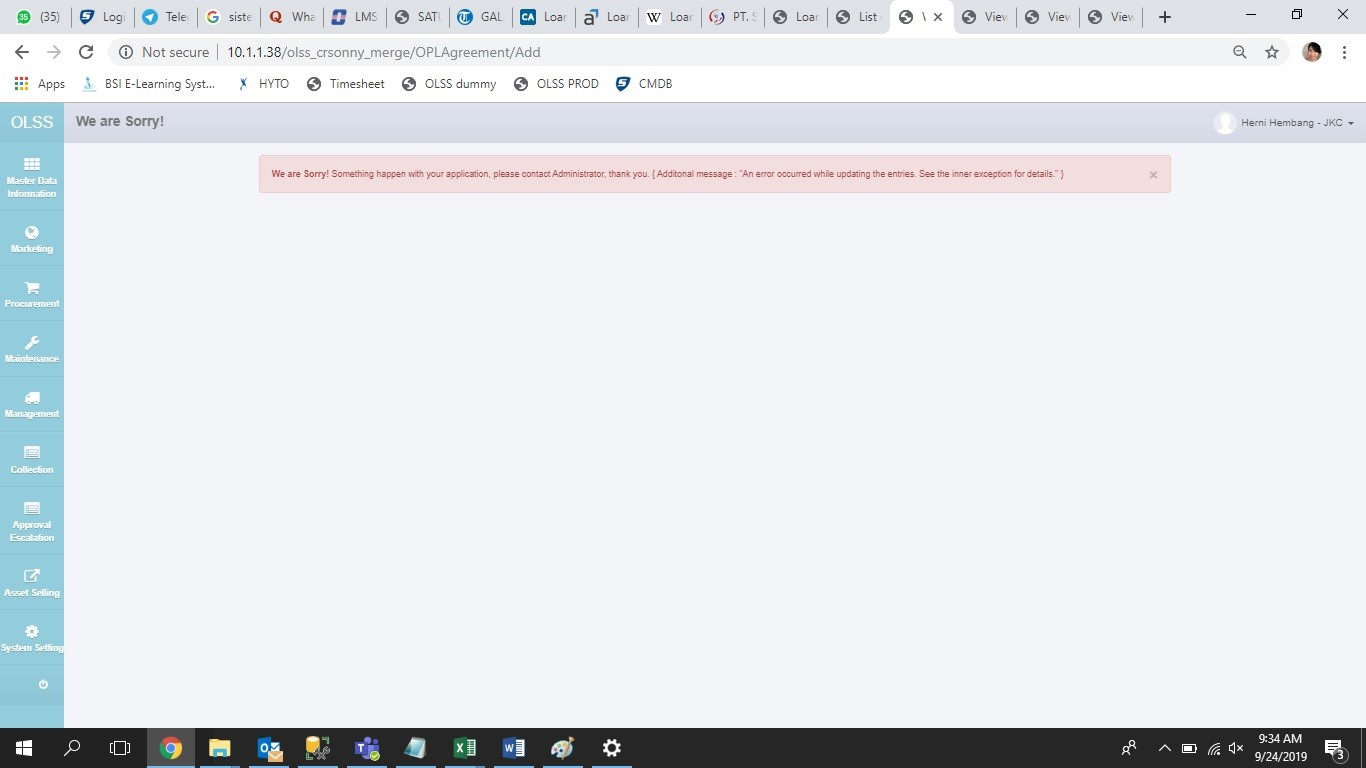 (35)
Logi
Tele
siste
Wha
LMS
SATU
GAL
Loar
Loar
Loar
PT. S
Loar
List
View
View
View
Not secure
10.1.1.38/olss_crsonny_merge/OPLAgreement/Add
Apps
BSI E-Learning Syst...
HYTO
Timesheet
OLSS dummy
OLSS PROD
CMDB
OLSS
We are Sorry!
Herni Hembang - JKC
We are Sorry! Something happen with your application, please contact Administrator, thank you. { Additonal message : "An error occurred while updating the entries. See the inner exception for details." }
×
Master Data
Information
Marketing
Procurement
Maintenance
Management
Collection
Approval
Escalation
Asset Selling
System Setting
9:34 AM
9/24/2019
3